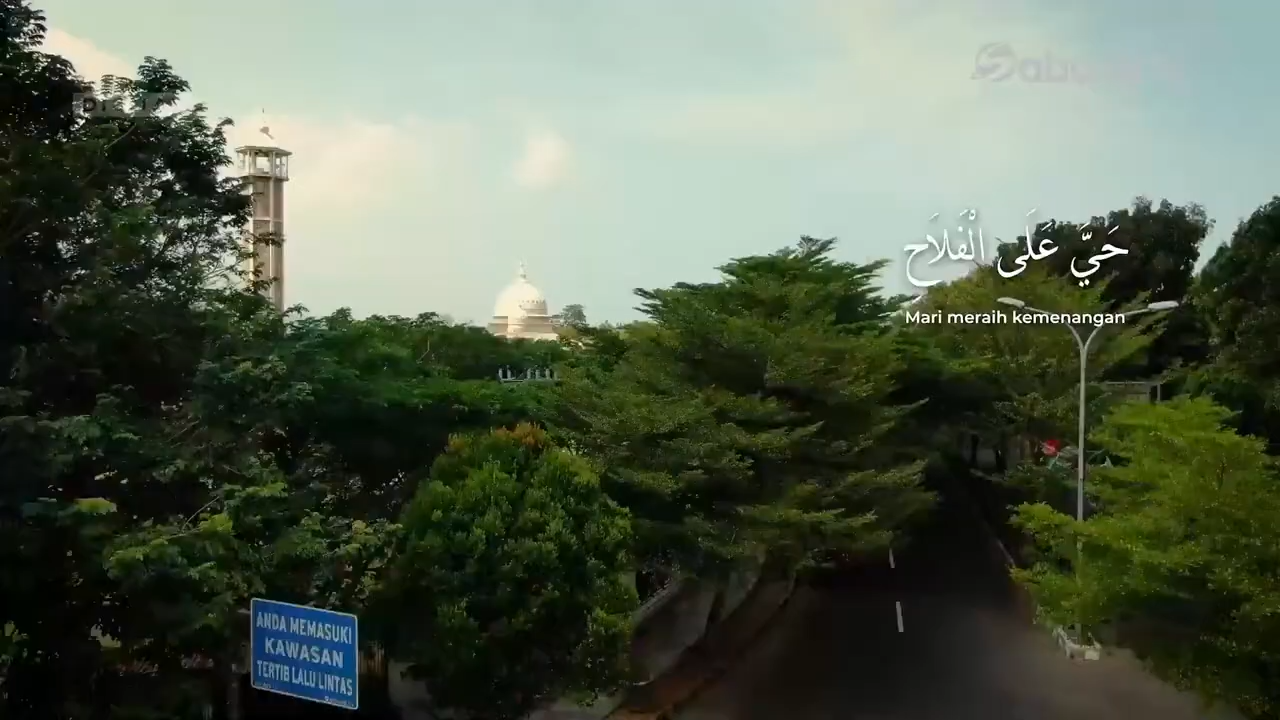 حَيَّ عَلَى الْفَلَاحِ
Mari meraih kemenangan
ANDA MEMASUKI
KAWASAN
TERTIB LALU LINTAS